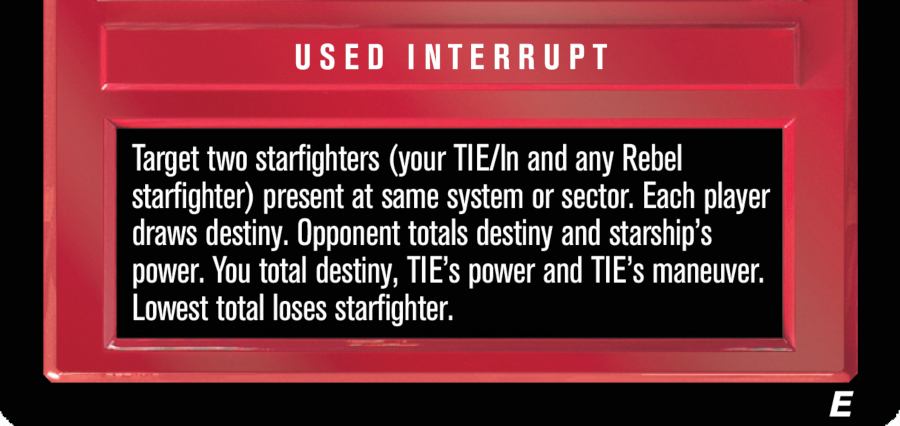 USED INTERRUPT
Target two starfighters (your TIE/ln and any Rebel
starfighter) present at same system or sector. Each player
draws destiny. Opponent totals destiny and starship's
power. You total destiny, TIE's power and TIE's maneuver.
Lowest total loses starfighter.
E